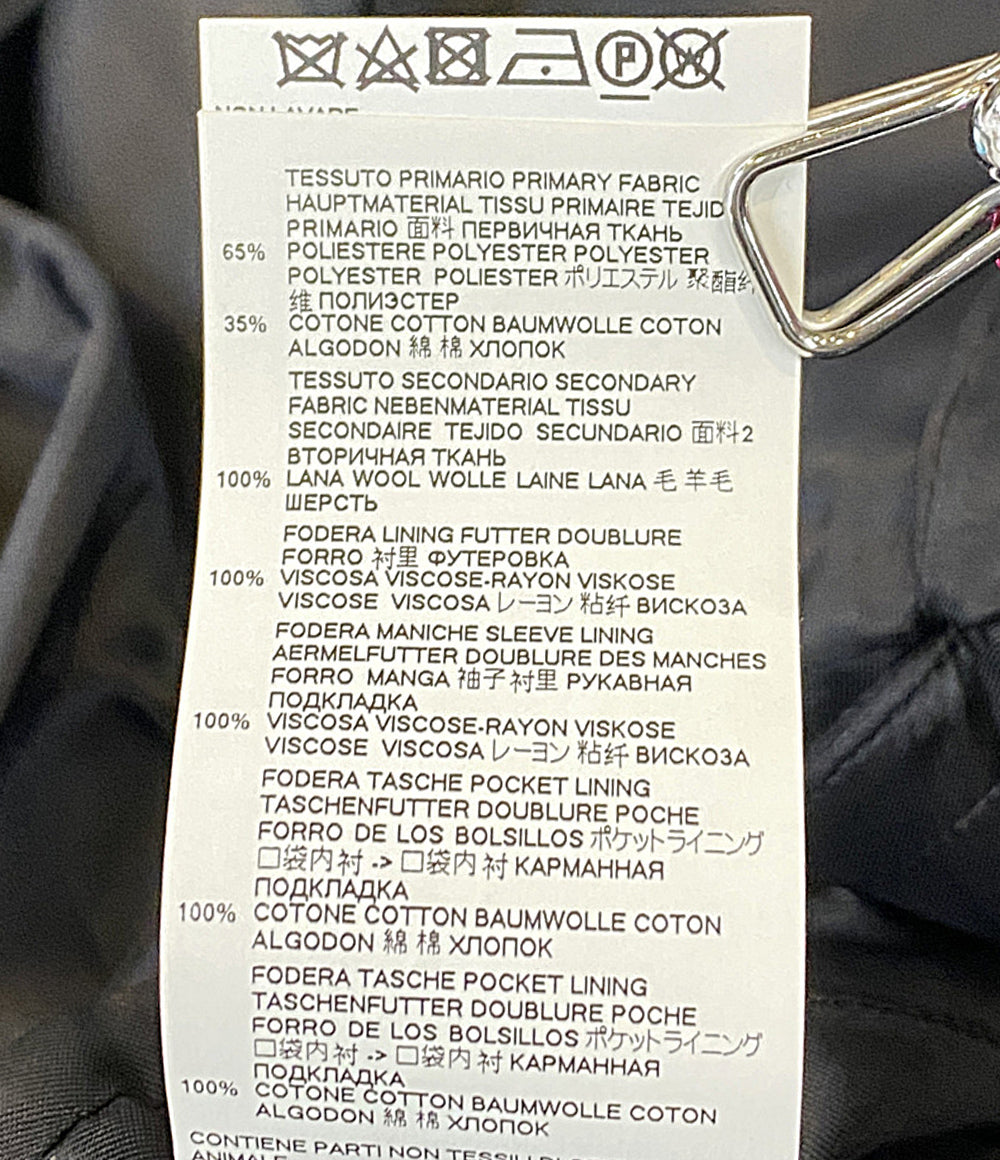 P
W
NON LAVARE
TESSUTO PRIMARIO PRIMARY FABRIC
HAUPTMATERIAL TISSU PRIMAIRE TEJID
PRIMARIO 面料 ПЕРВИЧНАЯ ТКАНЬ
65% POLIESTERE POLYESTER POLYESTER
POLYESTER POLIESTER ポリエステル 聚酯纤
维 ПОЛИЭСТЕР
35% COTONE COTTON BAUMWOLLE COTON
ALGODON 綿 棉 ХЛОПОК
TESSUTO SECONDARIO SECONDARY
FABRIC NEBENMATERIAL TISSU
SECONDAIRE TEJIDO SECUNDARIO 面料2
ВТОРИЧНАЯ ТКАНЬ
100% LANA WOOL WOLLE LAINE LANA 毛 羊毛
ШЕРСТЬ
FODERA LINING FUTTER DOUBLURE
FORRO 衬里 ФУТЕРОВКА
100% VISCOSA VISCOSE-RAYON VISKOSE
VISCOSE VISCOSA レーヨン 粘纤 ВИСКОЗА
FODERA MANICHE SLEEVE LINING
AERMELFUTTER DOUBLURE DES MANCHES
FORRO MANGA 袖子衬里 РУКАВНАЯ
ПОДКЛАДКА
100% VISCOSA VISCOSE-RAYON VISKOSE
VISCOSE VISCOSA レーヨン 粘纤 ВИСКОЗА
FODERA TASCHE POCKET LINING
TASCHENFUTTER DOUBLURE POCHE
FORRO DE LOS BOLSILLOS ポケットライニング
口袋内衬 -> 口袋内衬 КАРМАННАЯ
ПОДКЛАДКА
100% COTONE COTTON BAUMWOLLE COTON
ALGODON 綿 棉 ХЛОПОК
FODERA TASCHE POCKET LINING
TASCHENFUTTER DOUBLURE POCHE
FORRO DE LOS BOLSILLOS ポケットライニング
口袋内衬 -> 口袋内衬 КАРМАННАЯ
ПОДКЛАДКА
100% COTONE COTTON BAUMWOLLE COTON
ALGODON 綿 棉 ХЛОПОК
CONTIENE PARTI NON TESSILI
ANIMALE